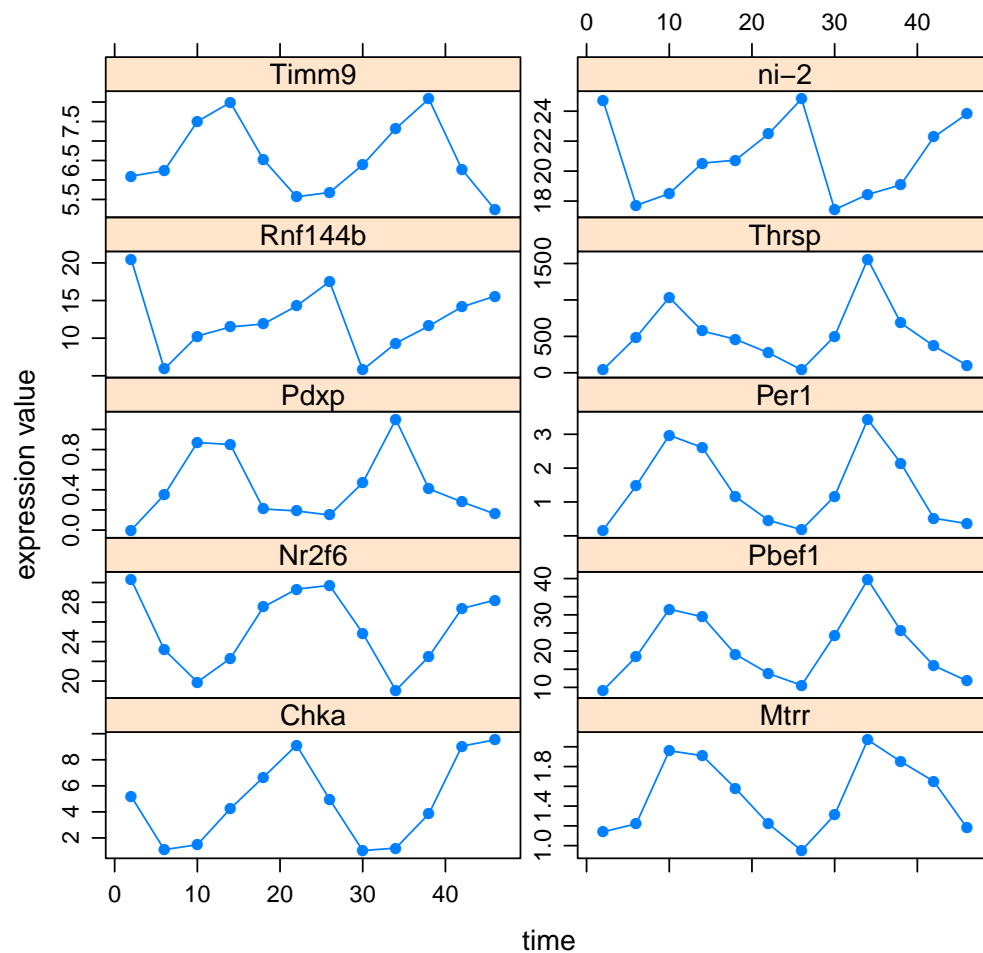 0 20 40
Timm9
ni−2
5.5 6.5 7.5
18 20 22 24
Rnf144b
Thrsp
10 15 20
0 500 1500
Pdxp
Per1
0.0 0.4 0.8
1 2 3
Nr2f6
Pbef1
20 24 28
10 20 30 40
Chka
Mtrr
2 4 6 8
1.0 1.4 1.8
0 10 20 30 40
expression value
time